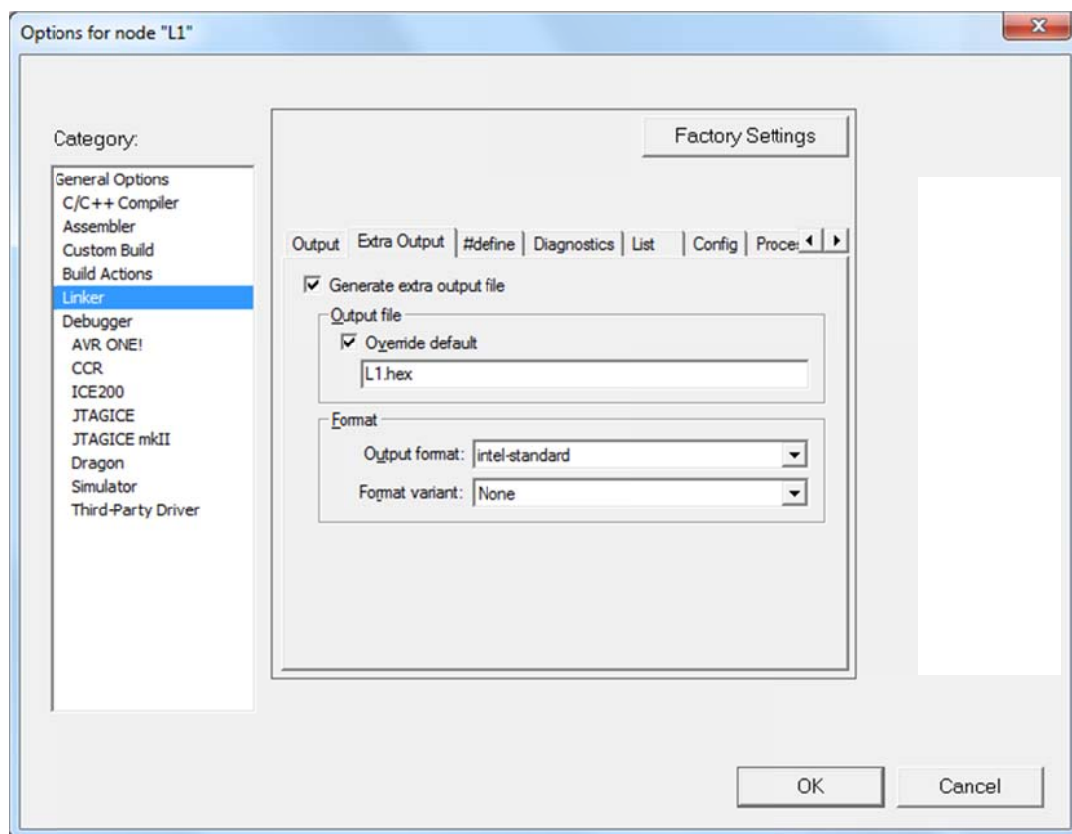 Options for node "L1"
Category:
Factory Settings
General Options
C/C++ Compiler
Assembler
Custom Build
Build Actions
Linker
Debugger
AVR ONE!
CCR
ICE200
JTAGICE
JTAGICE mkII
Dragon
Simulator
Third-Party Driver
Output Extra Output #define Diagnostics List Config
Generate extra output file
Output file
Override default
L1.hex
Format
Output format: intel-standard
Format variant: None
OK Cancel